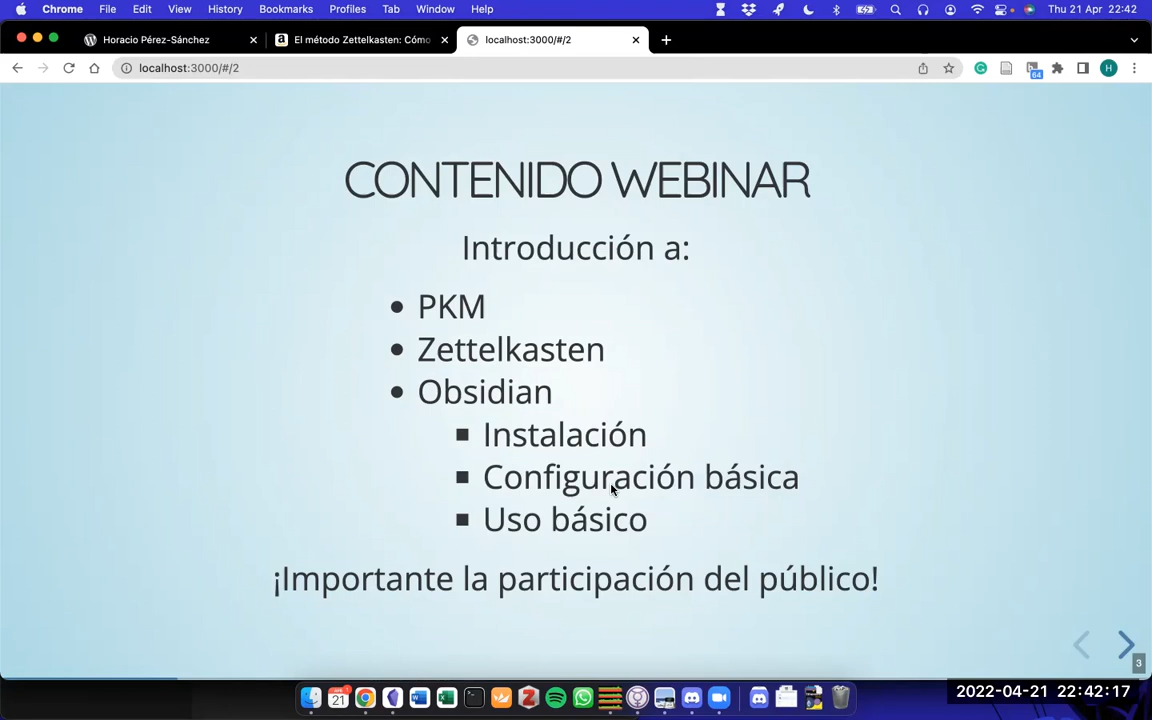 Chrome File Edit View History Bookmarks Profiles Tab Window Help Thu 21 Apr 22:42
Horacio Pérez-Sánchez El método Zettelkasten: Cómo localhost:3000/#/2
localhost:3000/#/2 64 H
CONTENIDO WEBINAR
Introducción a:
PKM
Zettelkasten
Obsidian
Instalación
Configuración básica
Uso básico
¡Importante la participación del público!
3
21
2022-04-21 22:42:17